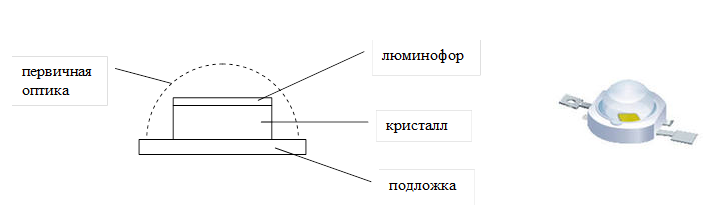 первичная
оптика
люминофор
кристалл
подложка